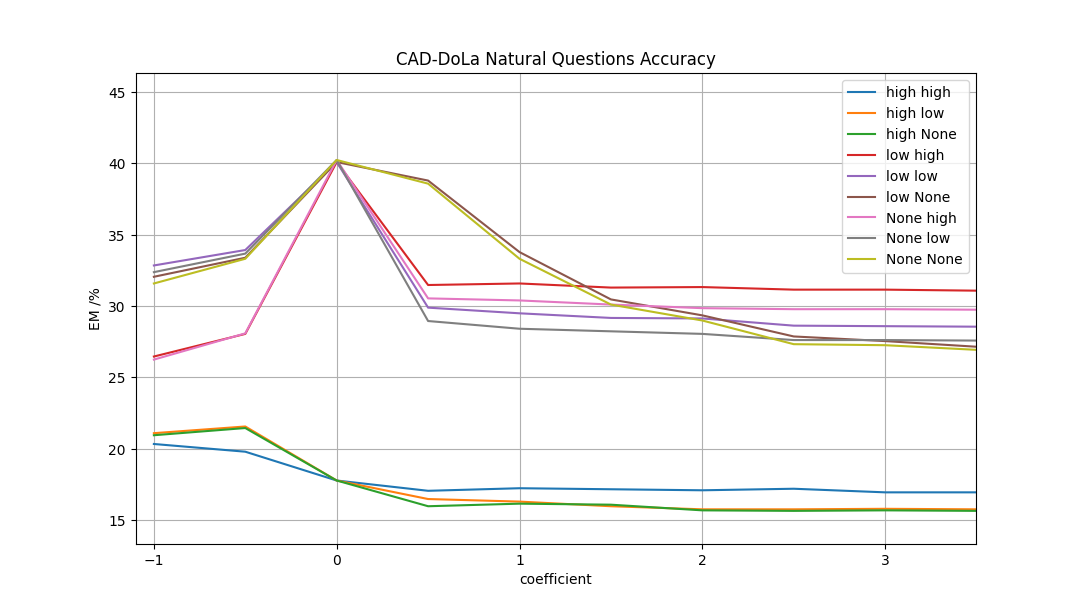 CAD-DoLa Natural Questions Accuracy
45
40
35
30
25
20
15
EM /%
−1
0
1
2
3
coefficient
high high
high low
high None
low high
low low
low None
None high
None low
None None